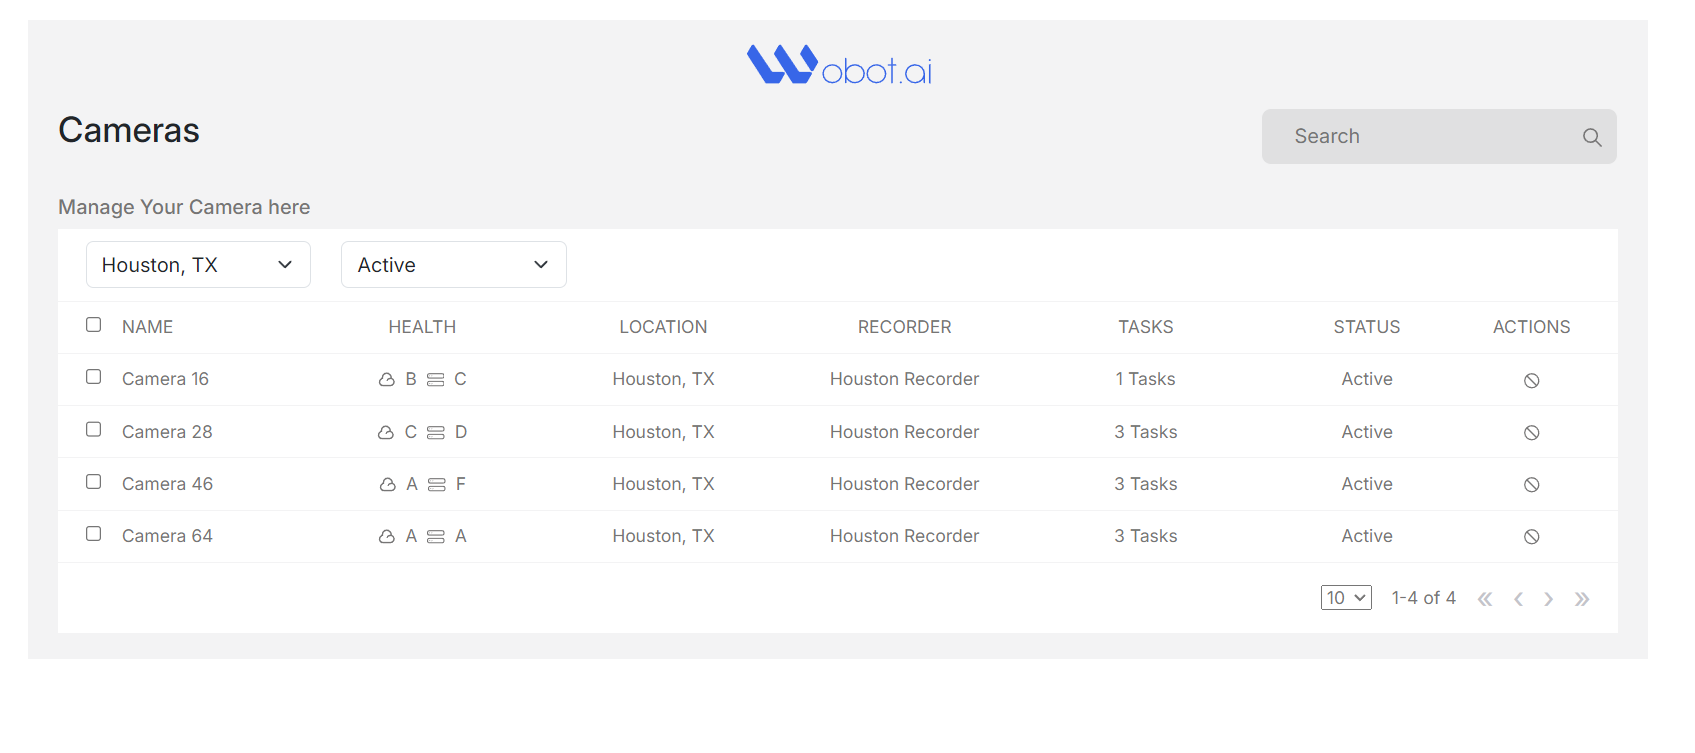 Wobot.ai
Cameras
Search
Manage Your Camera here
Houston, TX Active
NAME HEALTH LOCATION RECORDER TASKS STATUS ACTIONS
Camera 16 B C Houston, TX Houston Recorder 1 Tasks Active
Camera 28 C D Houston, TX Houston Recorder 3 Tasks Active
Camera 46 A F Houston, TX Houston Recorder 3 Tasks Active
Camera 64 A A Houston, TX Houston Recorder 3 Tasks Active
10 1-4 of 4 « ‹ › »